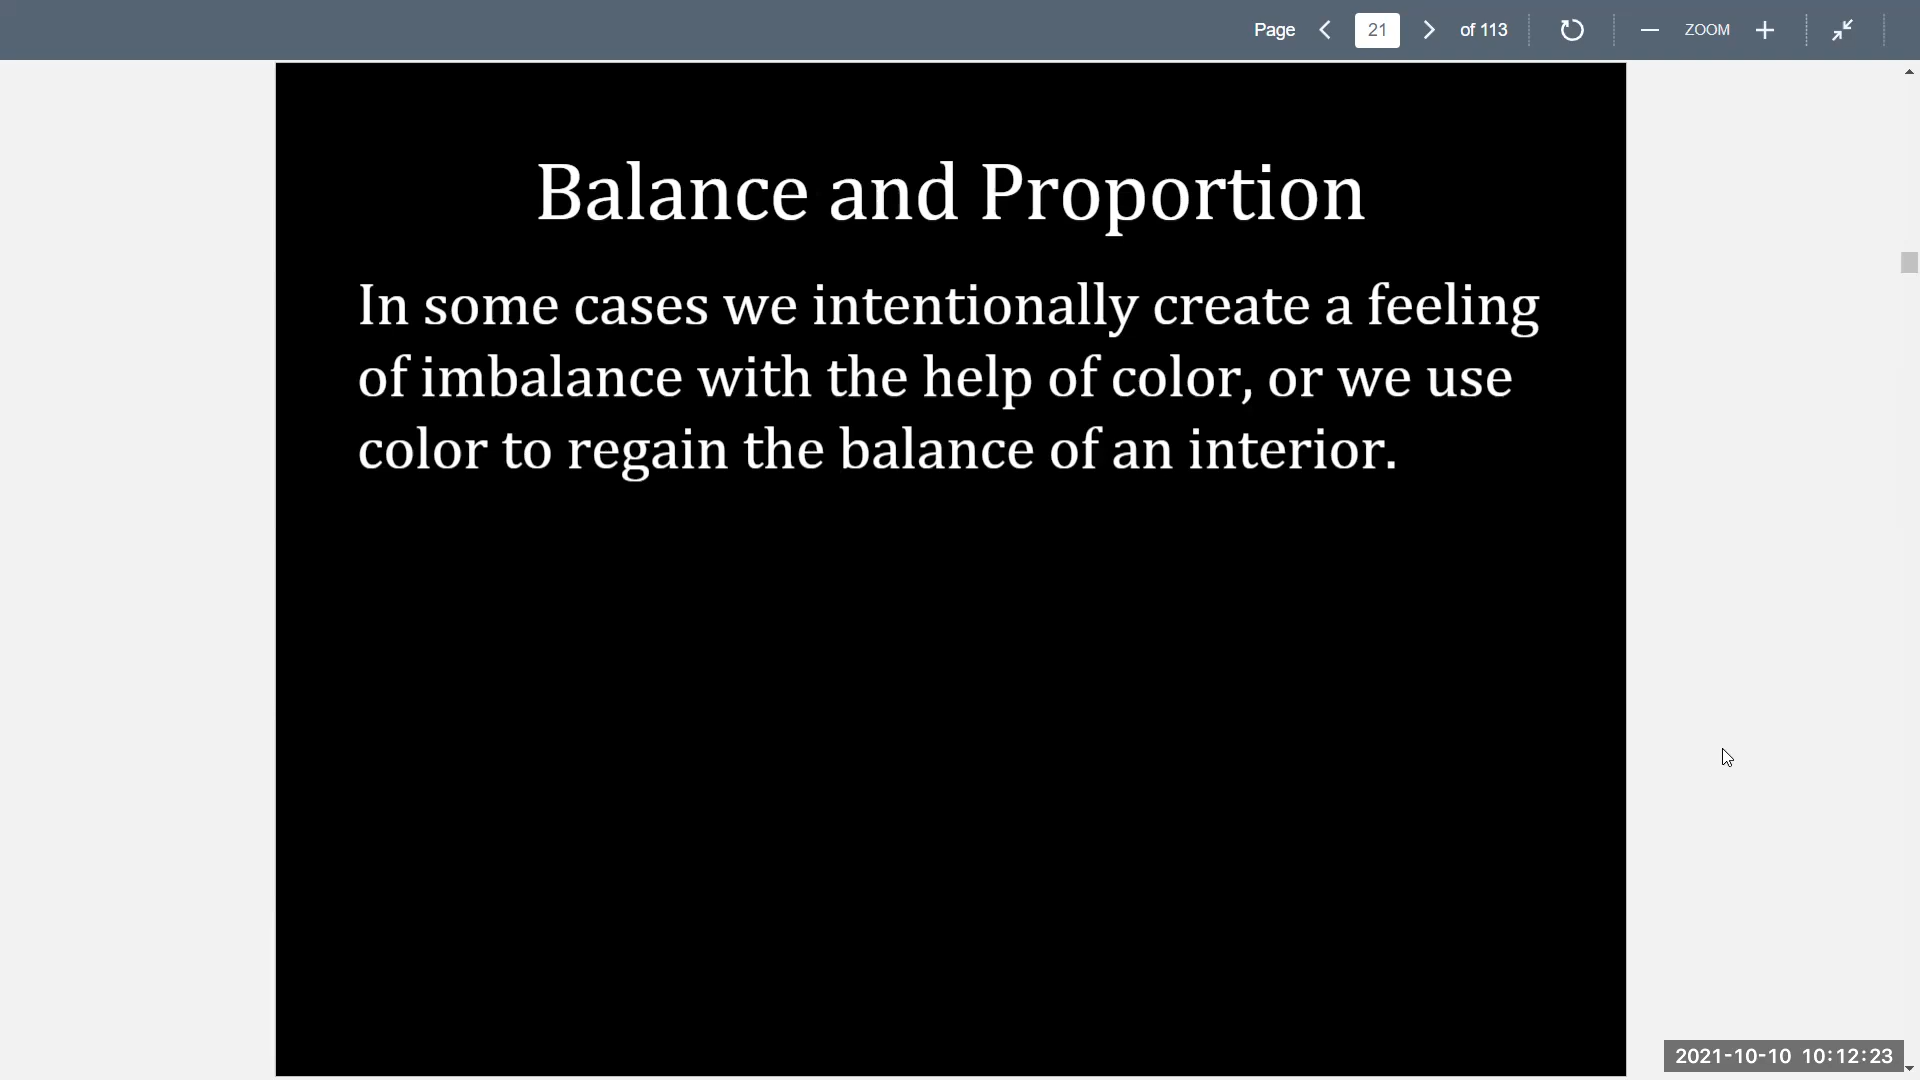 Page 21 of 113 ZOOM
Balance and Proportion
In some cases we intentionally create a feeling
of imbalance with the help of color, or we use
color to regain the balance of an interior.
2021-10-10 10:12:23